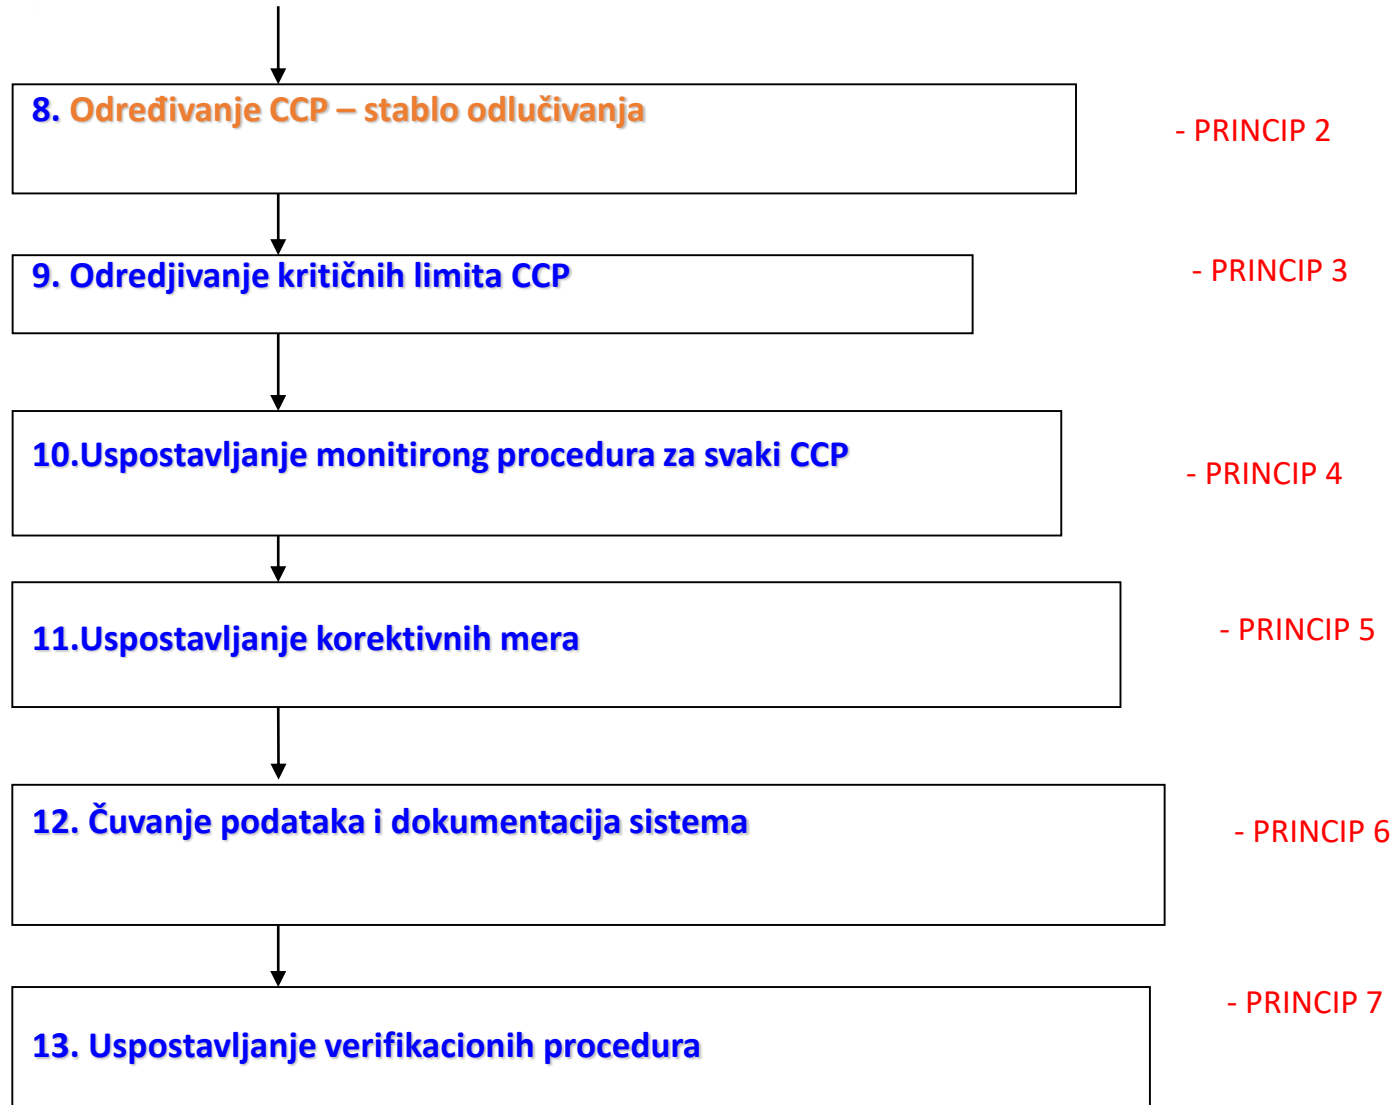 8. Određivanje CCP – stablo odlučivanja
- PRINCIP 2
9. Odredjivanje kritičnih limita CCP
- PRINCIP 3
10.Uspostavljanje monitirong procedura za svaki CCP
- PRINCIP 4
11.Uspostavljanje korektivnih mera
- PRINCIP 5
12. Čuvanje podataka i dokumentacija sistema
- PRINCIP 6
13. Uspostavljanje verifikacionih procedura
- PRINCIP 7